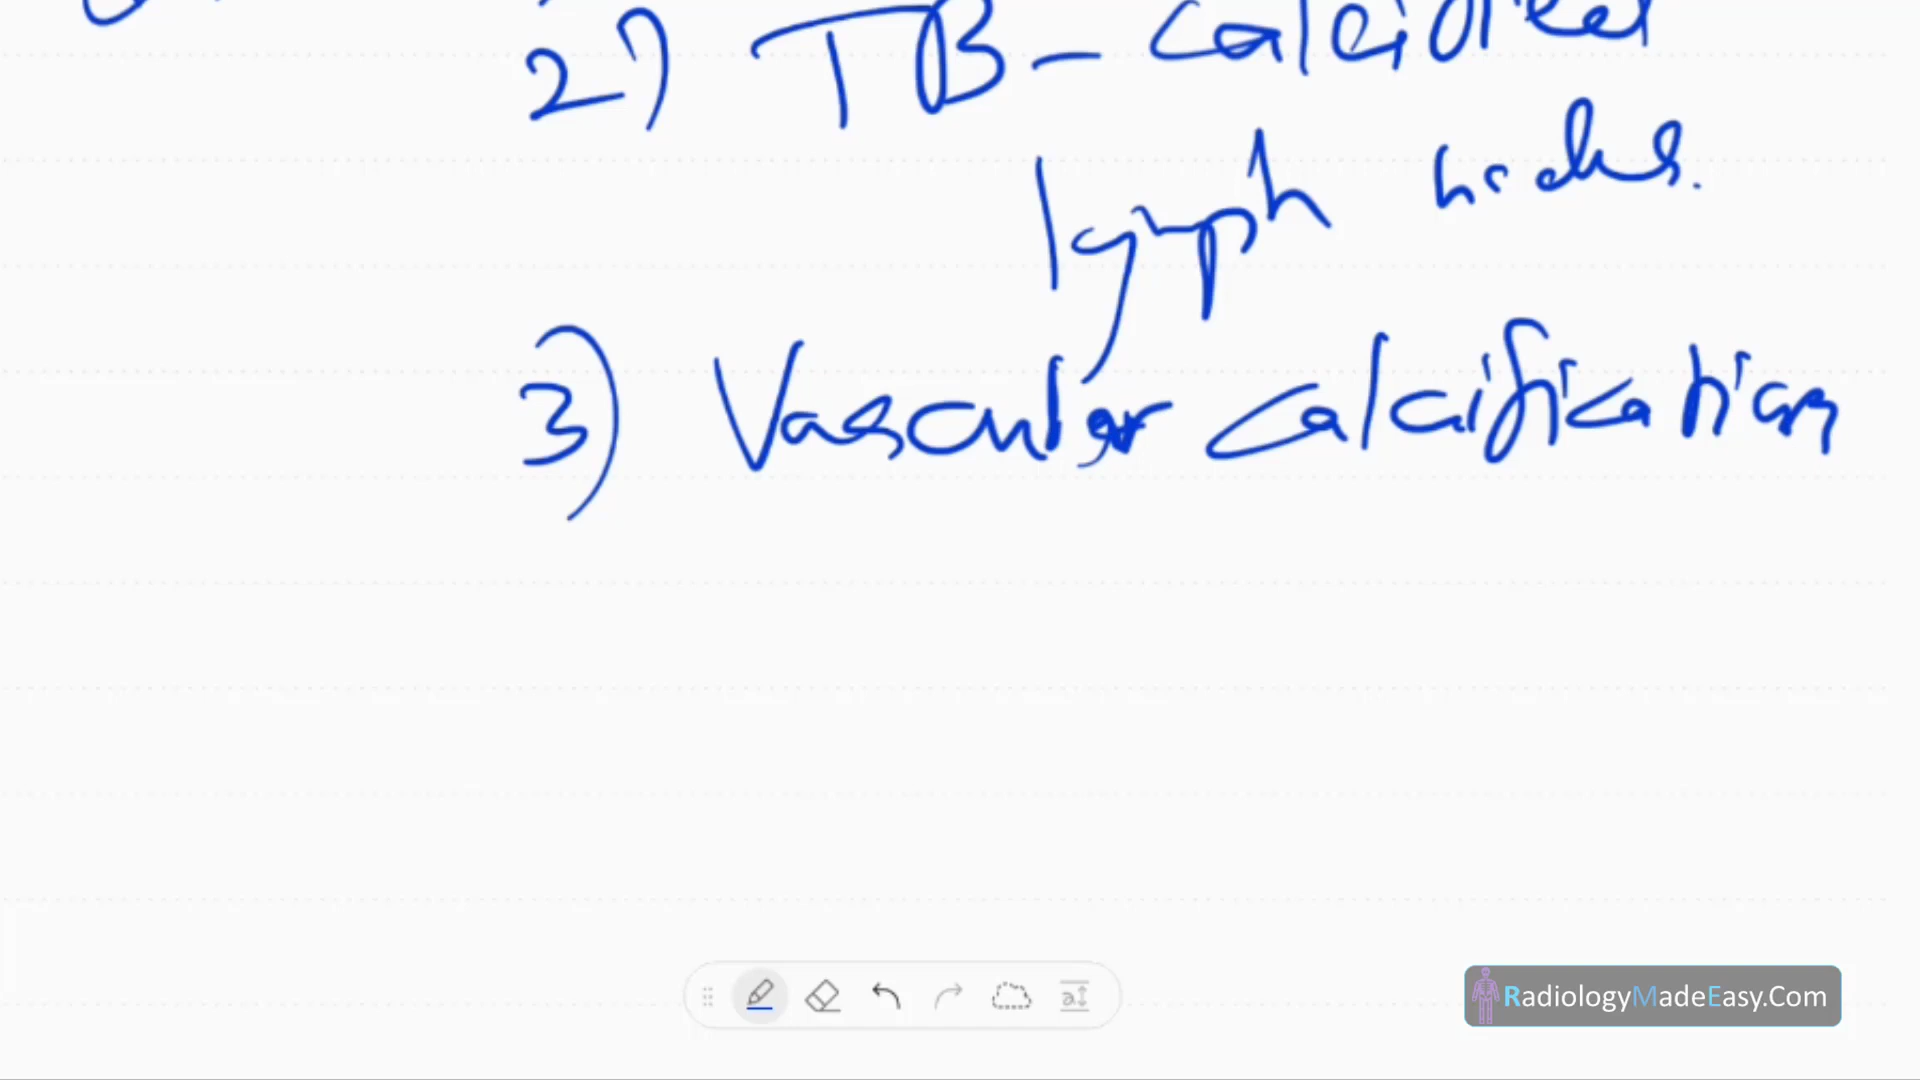 2) TB - calcified
lymph nodes.
3) Vascular calcification
RadiologyMadeEasy.Com